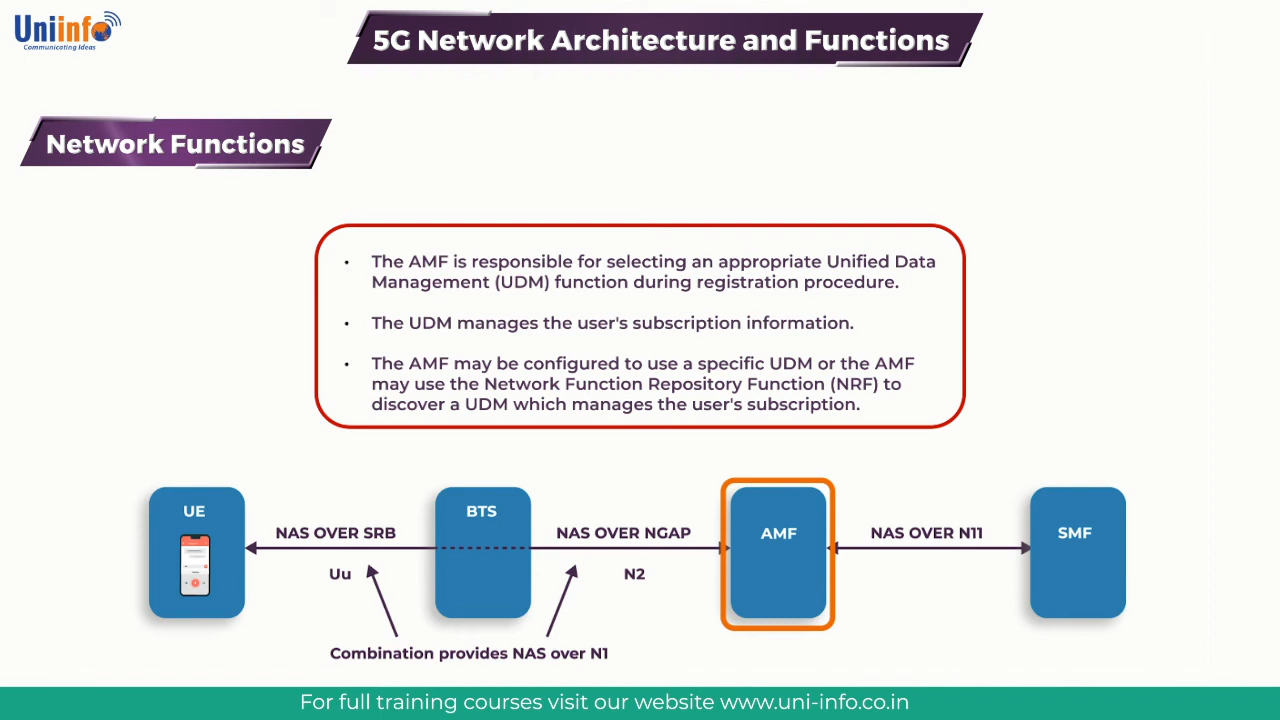 Uniinfo
Communicating Ideas
5G Network Architecture and Functions
Network Functions
• The AMF is responsible for selecting an appropriate Unified Data
Management (UDM) function during registration procedure.
• The UDM manages the user's subscription information.
• The AMF may be configured to use a specific UDM or the AMF
may use the Network Function Repository Function (NRF) to
discover a UDM which manages the user's subscription.
UE
NAS OVER SRB
Uu
BTS
NAS OVER NGAP
N2
AMF
NAS OVER N11
SMF
Combination provides NAS over N1
For full training courses visit our website www.uni-info.co.in